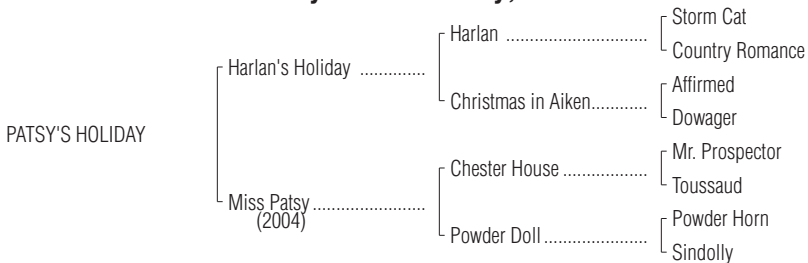 Harlan
Storm Cat
Country Romance
Harlan's Holiday
Christmas in Aiken
Affirmed
Dowager
PATSY'S HOLIDAY
Chester House
Mr. Prospector
Toussaud
Miss Patsy
(2004)
Powder Doll
Powder Horn
Sindolly